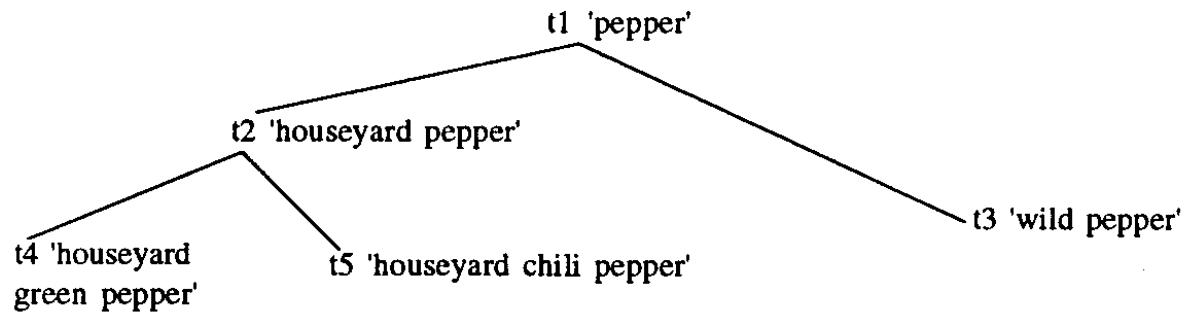 t1 'pepper'
t2 'houseyard pepper'
t3 'wild pepper'
t4 'houseyard
green pepper'
t5 'houseyard chili pepper'